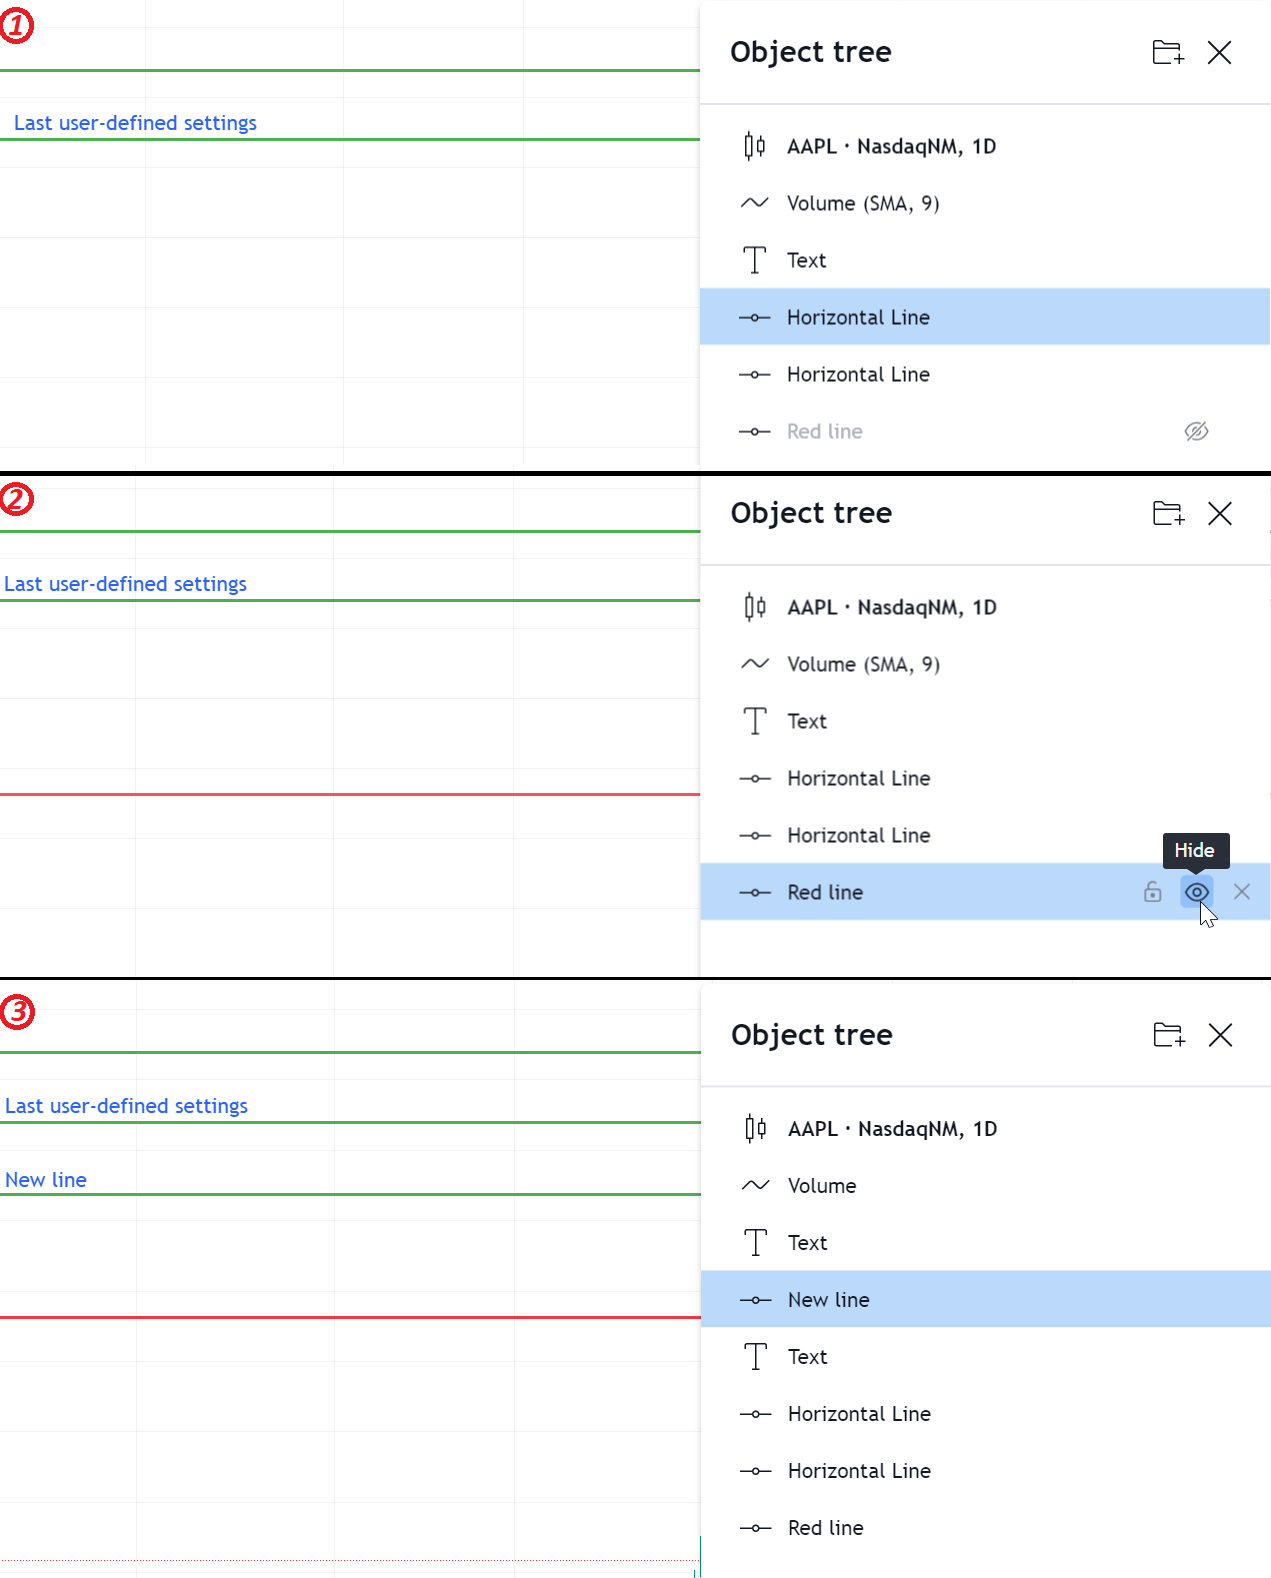 1
Object tree
Last user-defined settings
AAPL · NasdaqNM, 1D
Volume (SMA, 9)
Text
Horizontal Line
Horizontal Line
Red line
2
Object tree
Last user-defined settings
AAPL · NasdaqNM, 1D
Volume (SMA, 9)
Text
Horizontal Line
Horizontal Line
Hide
Red line
3
Object tree
Last user-defined settings
New line
AAPL · NasdaqNM, 1D
Volume
Text
New line
Text
Horizontal Line
Horizontal Line
Red line